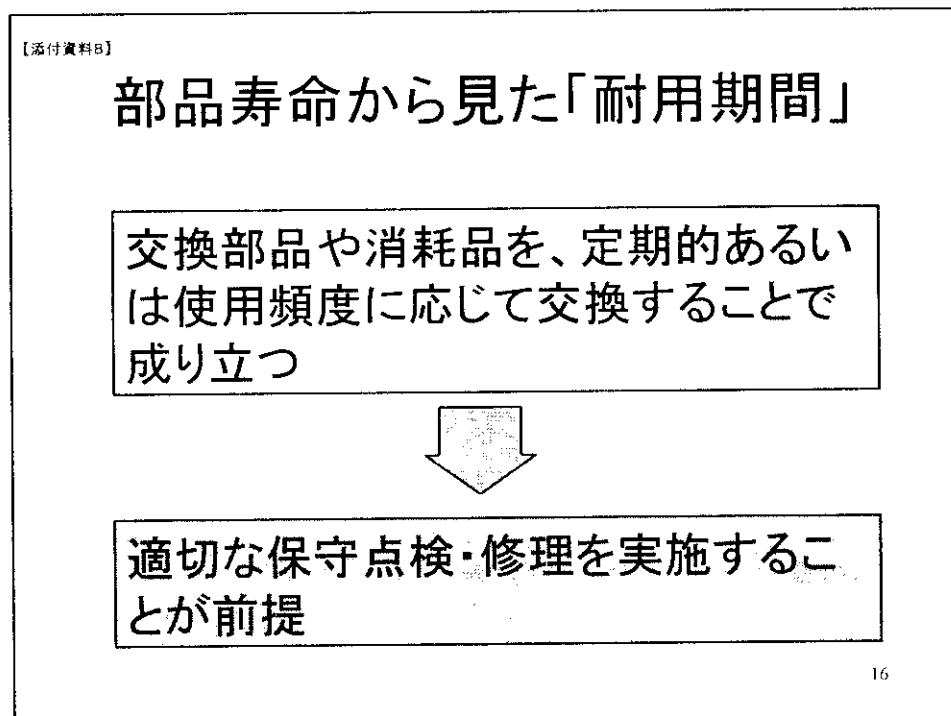 【添付資料8】
部品寿命から見た「耐用期間」
交換部品や消耗品を、定期的あるい
は使用頻度に応じて交換することで
成り立つ
適切な保守点検・修理を実施するこ
とが前提
16